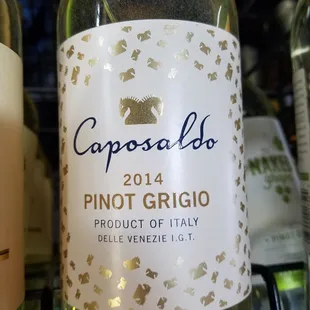 Caposaldo
2014
PINOT GRIGIO
PRODUCT OF ITALY
DELLE VENEZIE I.G.T.